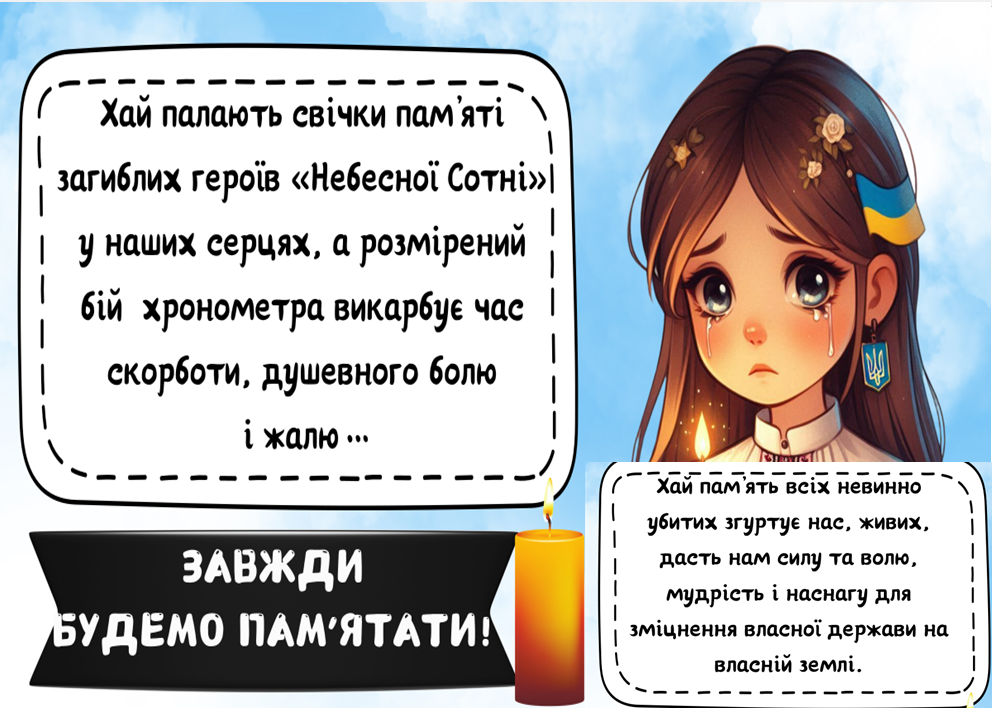 Хай палають свічки пам'яті
загиблих героїв «Небесної Сотні»
у наших серцях, а розмірений
бій хронометра викарбує час
скорботи, душевного болю
і жалю ...
ЗАВЖДИ
БУДЕМО ПАМ'ЯТАТИ!
Хай пам'ять всіх невинно
убитих згуртує нас, живих,
дасть нам силу та волю,
мудрість і наснагу для
зміцнення власної держави на
власній землі.